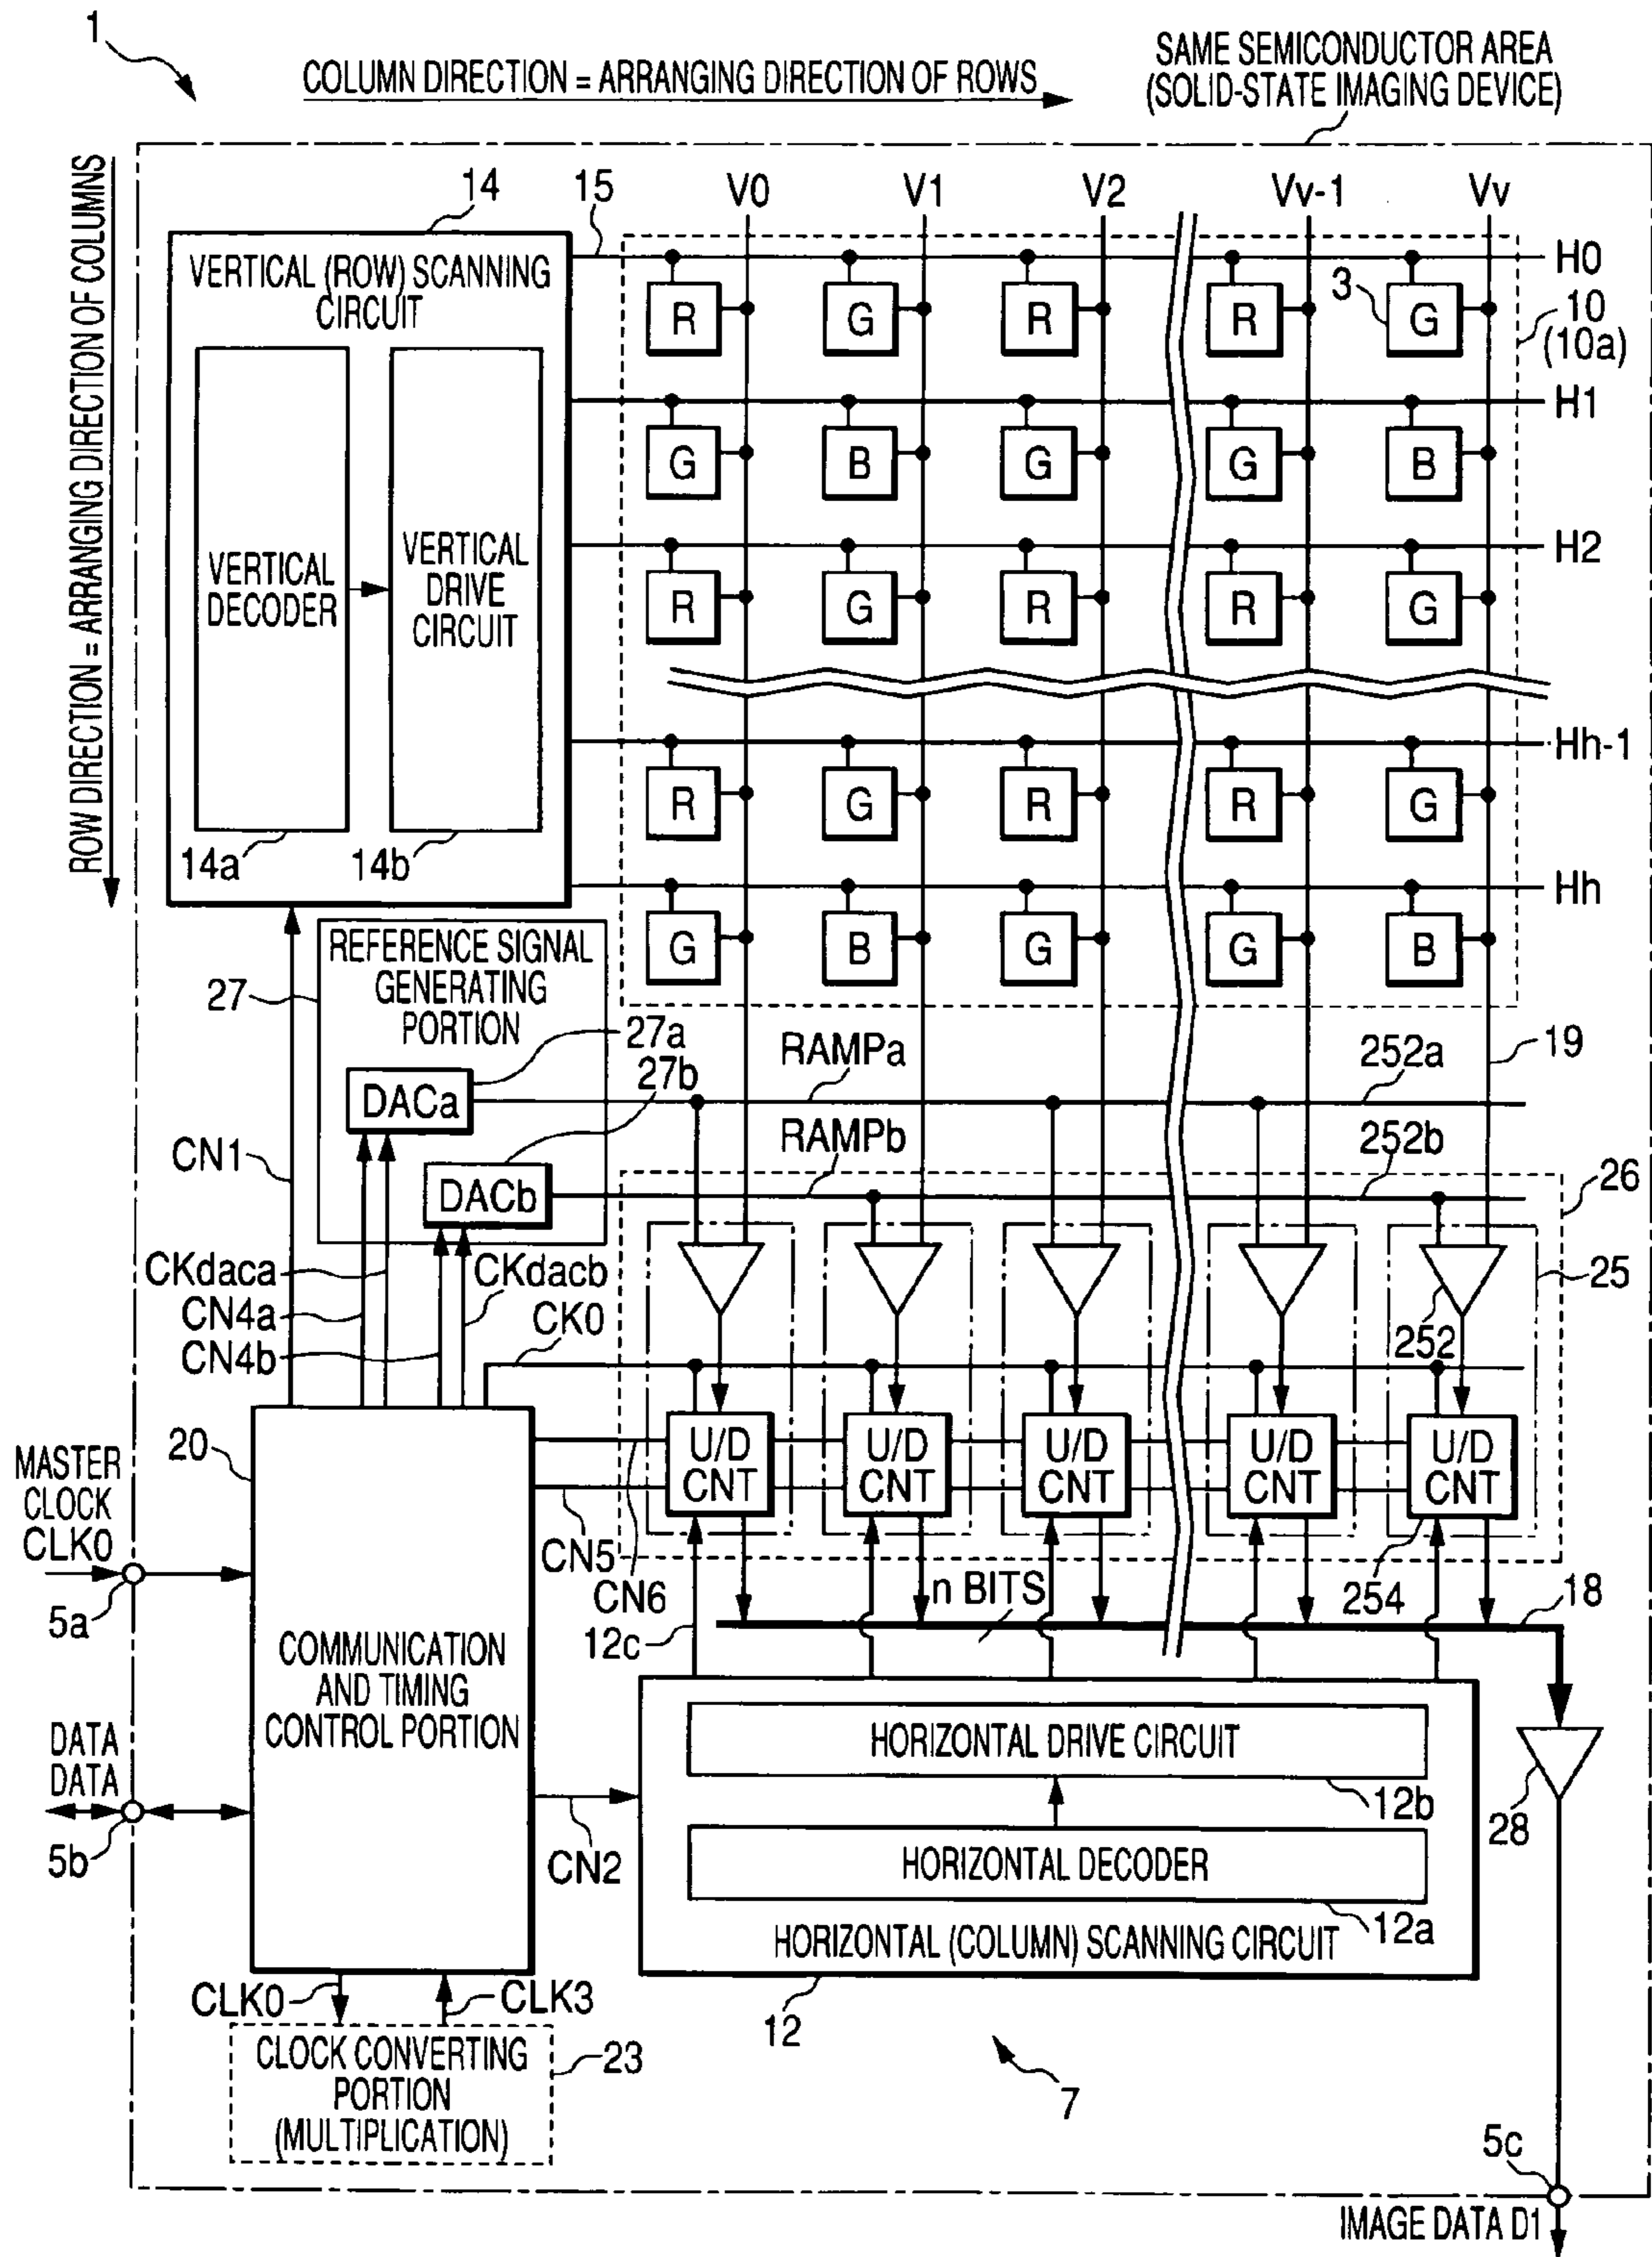 1
COLUMN DIRECTION = ARRANGING DIRECTION OF ROWS
SAME SEMICONDUCTOR AREA
(SOLID-STATE IMAGING DEVICE)
ROW DIRECTION = ARRANGING DIRECTION OF COLUMNS
14
15
V0
V1
V2
Vv-1
Vv
VERTICAL (ROW) SCANNING
CIRCUIT
VERTICAL
DECODER
VERTICAL
DRIVE
CIRCUIT
14a
14b
H0
3
10
(10a)
R
G
R
R
G
H1
G
B
G
G
B
H2
R
G
R
R
G
Hh-1
R
G
R
R
G
Hh
G
B
G
G
B
REFERENCE SIGNAL
GENERATING
PORTION
27
27a
27b
DACa
DACb
RAMPa
RAMPb
252a
252b
19
26
25
CN1
CKdaca
CN4a
CN4b
CKdacb
CK0
252
20
U/D
CNT
U/D
CNT
U/D
CNT
U/D
CNT
U/D
CNT
MASTER
CLOCK
CLK0
5a
CN5
CN6
12c
n BITS
254
18
COMMUNICATION
AND TIMING
CONTROL PORTION
DATA
DATA
5b
CN2
HORIZONTAL DRIVE CIRCUIT
12b
HORIZONTAL DECODER
12a
HORIZONTAL (COLUMN) SCANNING CIRCUIT
12
28
CLK0
CLK3
CLOCK CONVERTING
PORTION
(MULTIPLICATION)
23
7
5c
IMAGE DATA D1